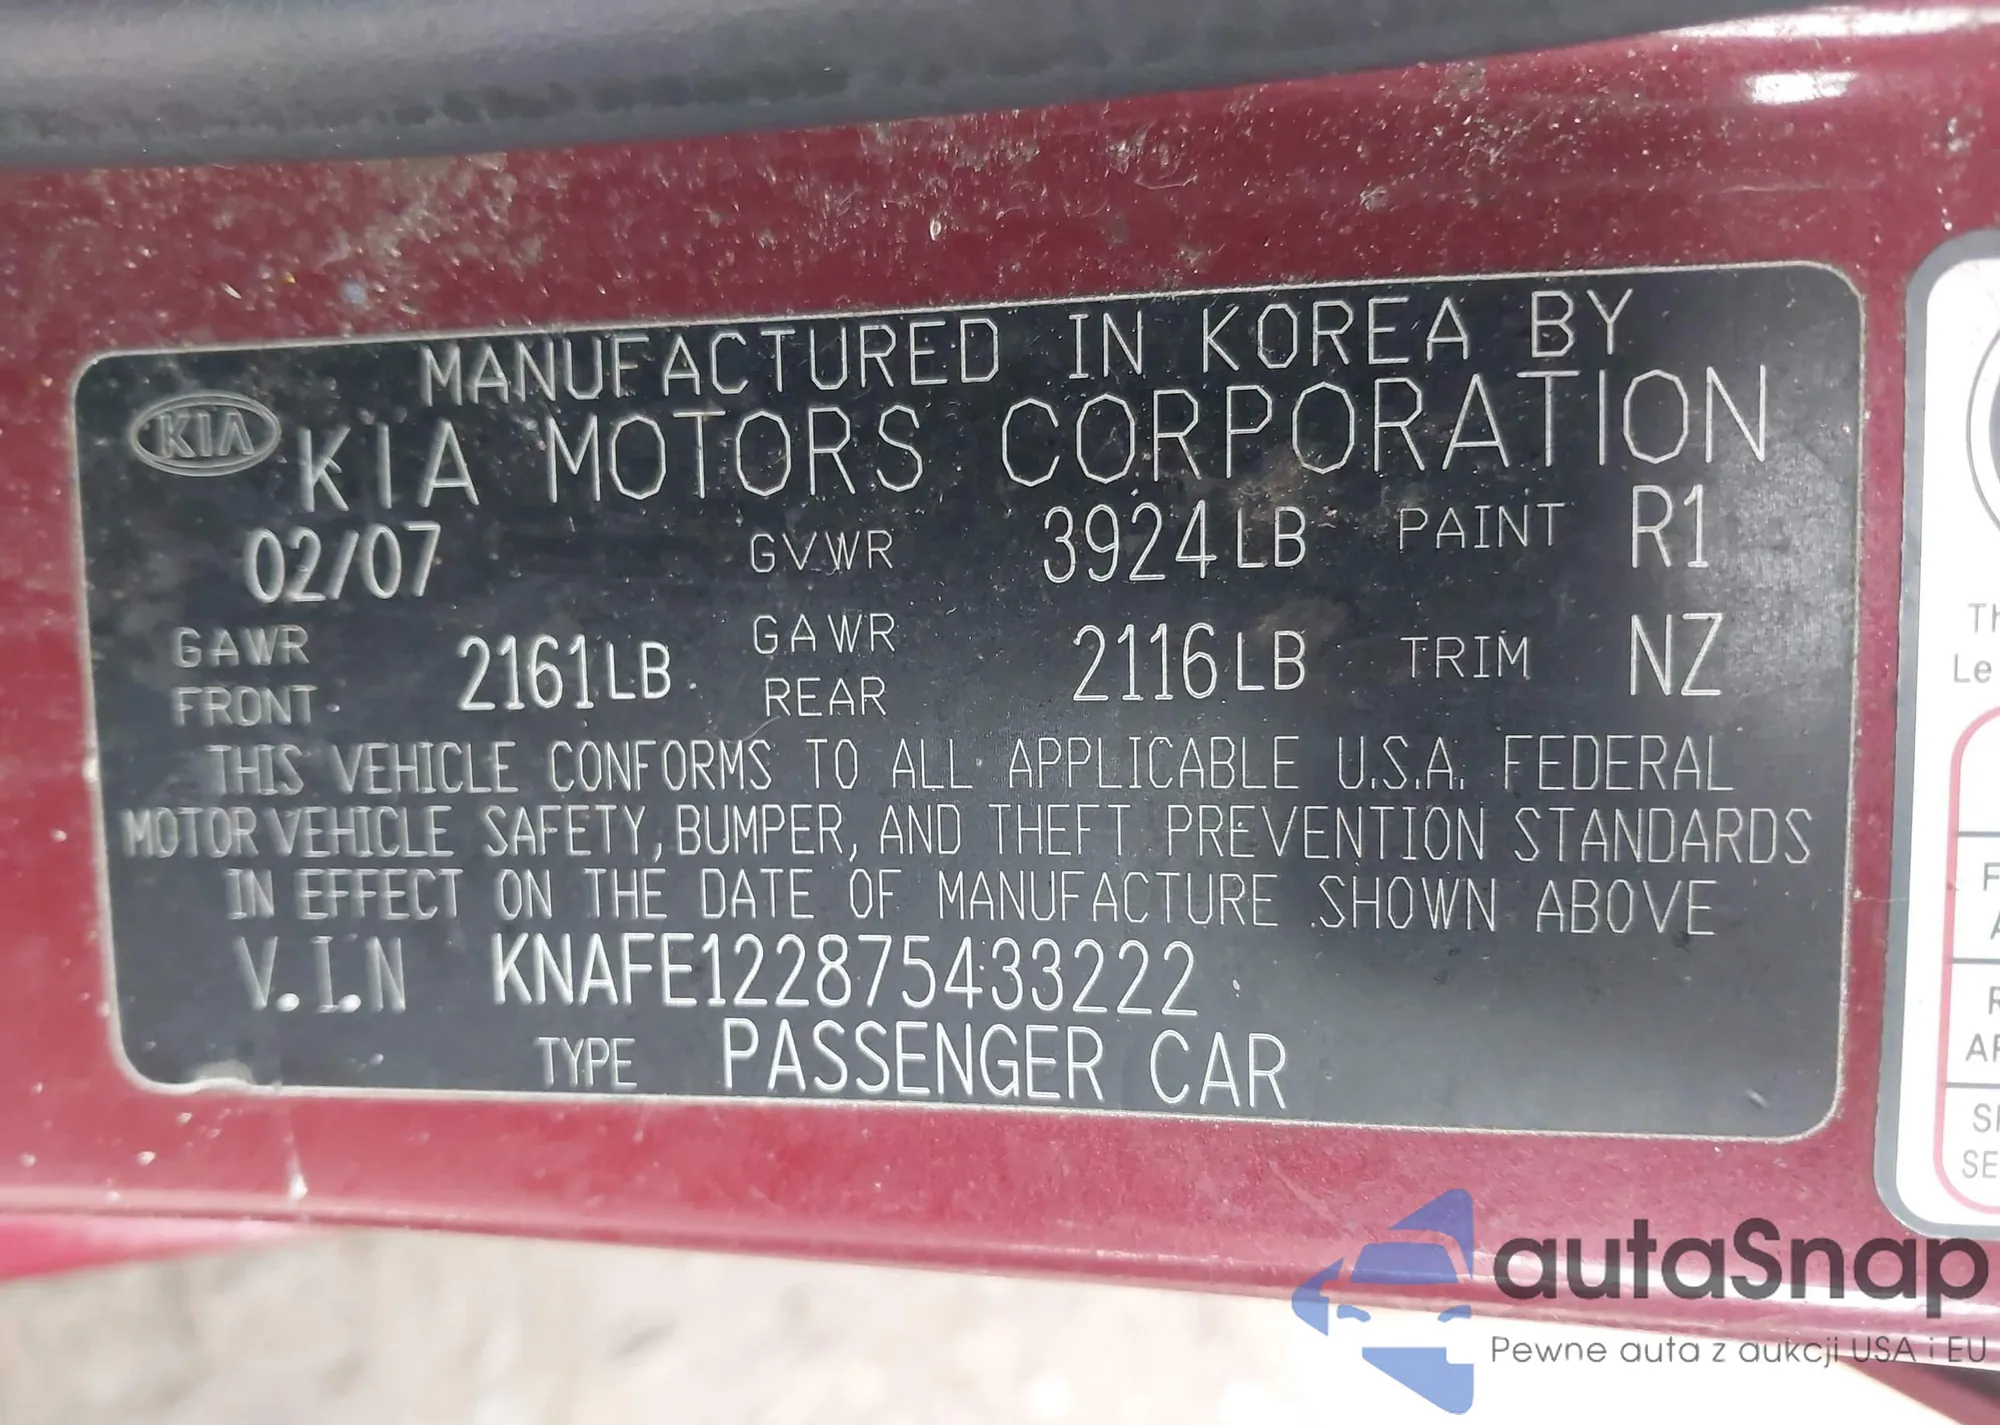 MANUFACTURED IN KOREA BY
KIA KIA MOTORS CORPORATION
02/07 GVWR 3924LB PAINT R1
GAWR FRONT 2161LB GAWR REAR 2116LB TRIM NZ
THIS VEHICLE CONFORMS TO ALL APPLICABLE U.S.A. FEDERAL
MOTOR VEHICLE SAFETY, BUMPER, AND THEFT PREVENTION STANDARDS
IN EFFECT ON THE DATE OF MANUFACTURE SHOWN ABOVE
V.I.N KNAFE122875433222
TYPE PASSENGER CAR
Le
autaSnap
Pewne auta z aukcji USA i EU